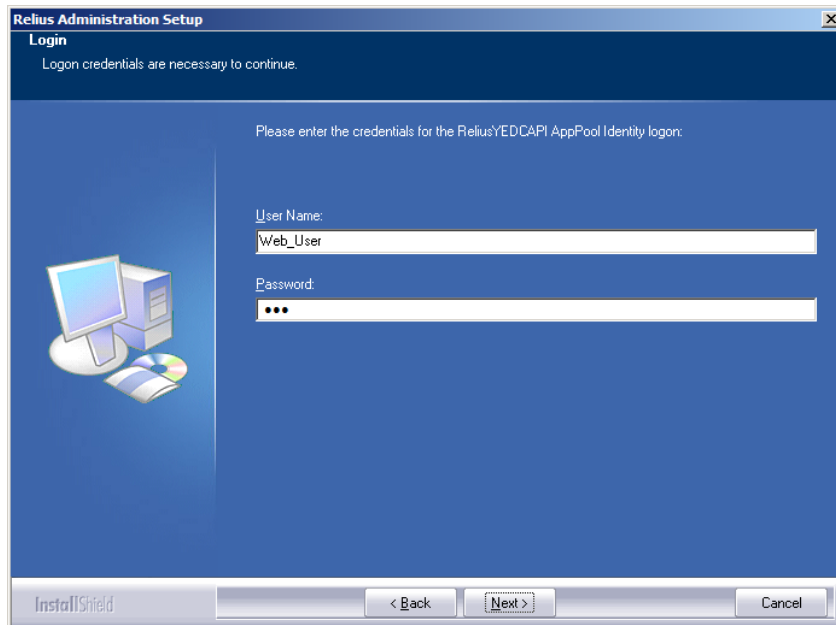 Relius Administration Setup
Login
Logon credentials are necessary to continue.
Please enter the credentials for the ReliusYEDCAPI AppPool Identity logon:
User Name:
Web_User
Password:
•••
InstallShield
< Back
Next >
Cancel